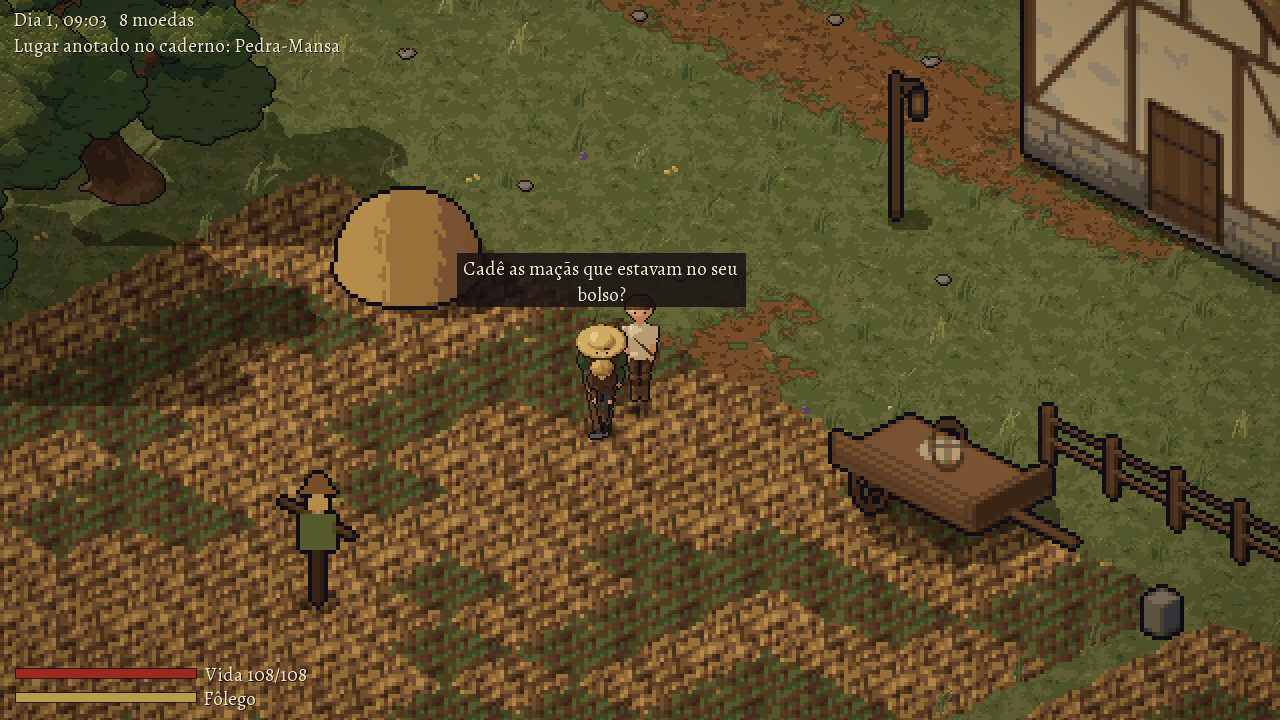 Dia 1, 09:03 8 moedas
Lugar anotado no caderno: Pedra-Mansa
Cadê as maçãs que estavam no seu
bolso?
Vida 108/108
Fôlego